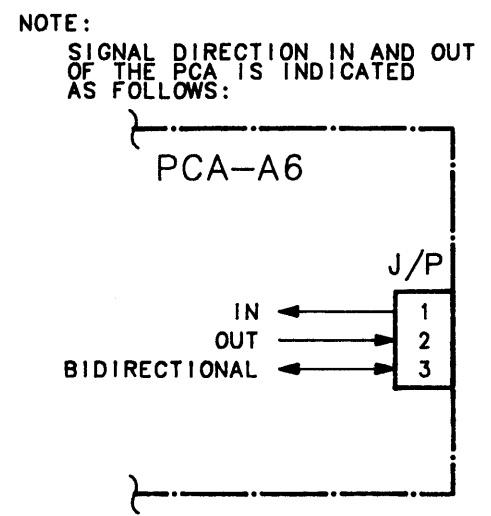 NOTE:
SIGNAL DIRECTION IN AND OUT
OF THE PCA IS INDICATED
AS FOLLOWS:
PCA-A6
J/P
IN 1
OUT 2
BIDIRECTIONAL 3